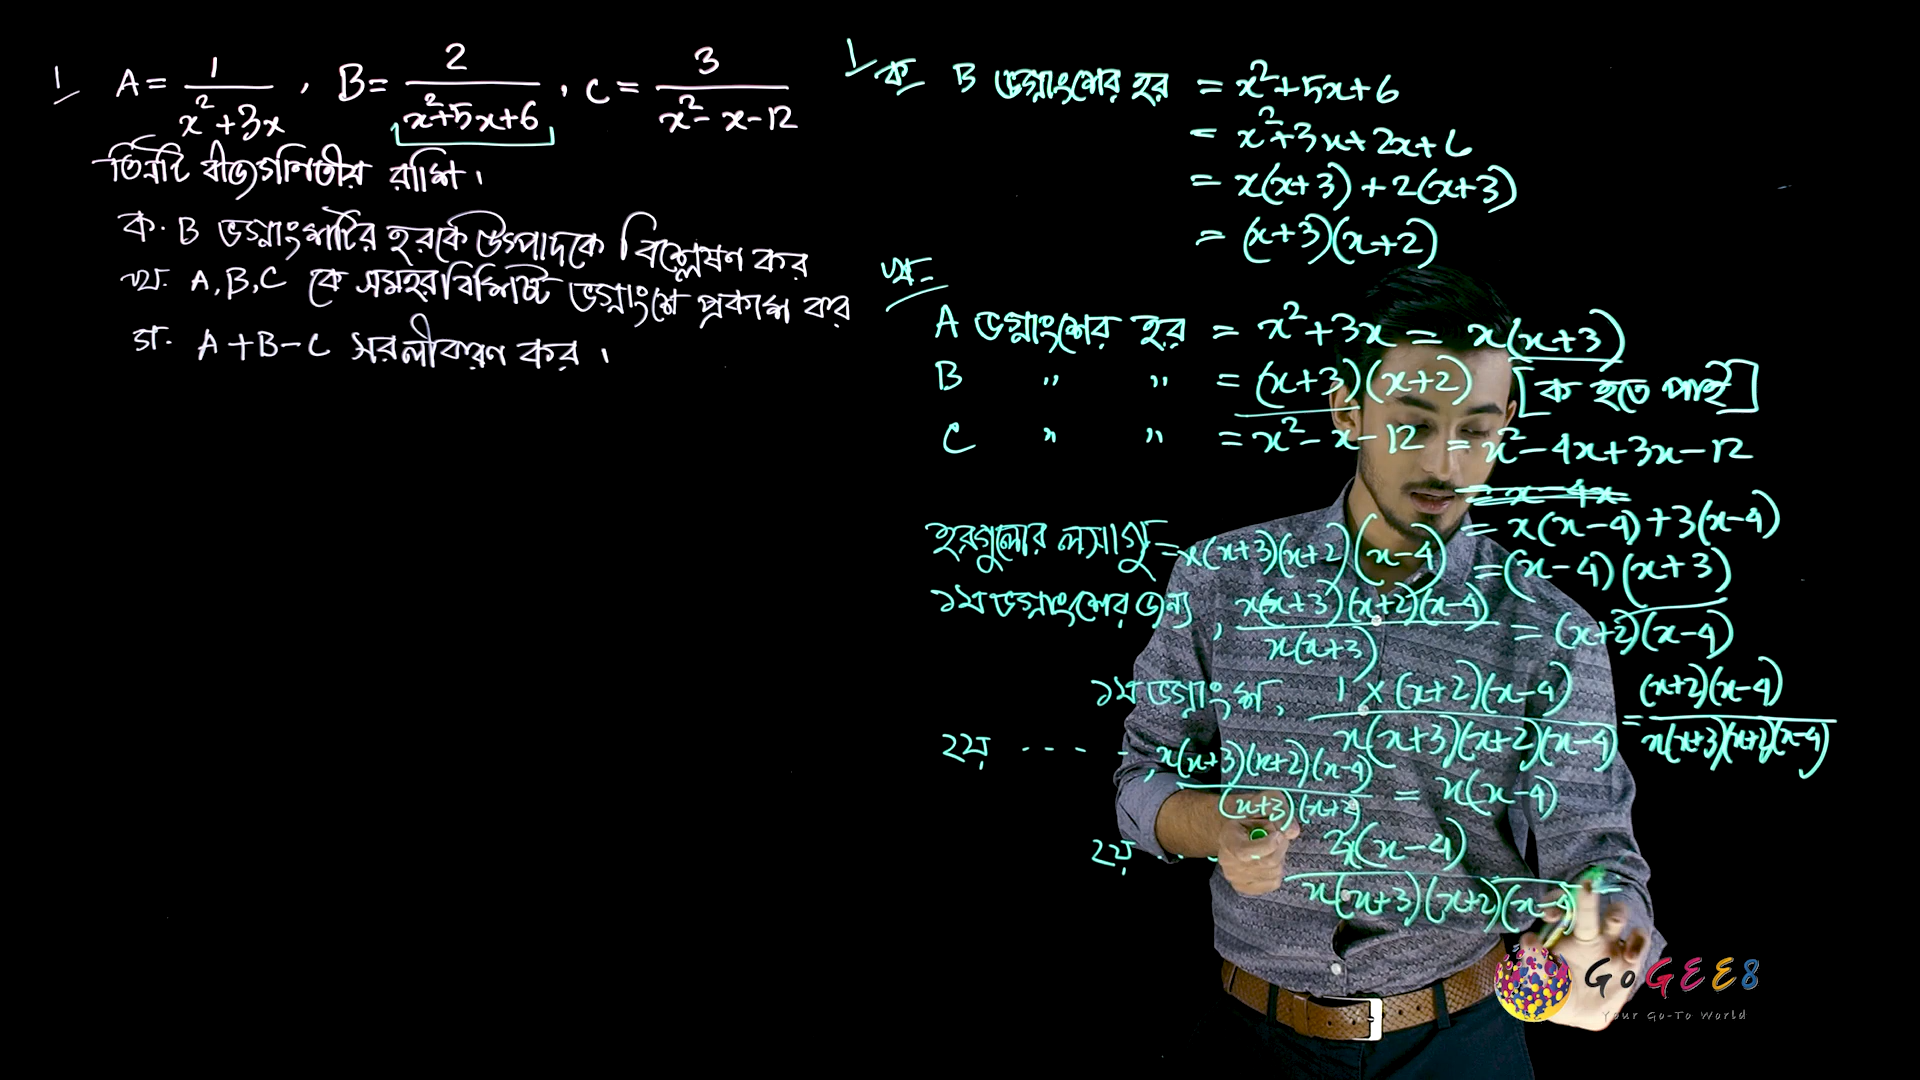 1 A = 1/(x²+3x) , B = 2/(x²+5x+6) , C = 3/(x²-x-12)
তিনটি বীজগণিতীয় রাশি ।
ক. B ভগ্নাংশটির হরকে উৎপাদকে বিশ্লেষণ কর
খ. A, B, C কে সমহরবিশিষ্ট ভগ্নাংশে প্রকাশ কর
গ. A+B-C সরলীকরণ কর ।
1 ক B ভগ্নাংশের হর = x²+5x+6
= x²+3x+2x+6
= x(x+3)+2(x+3)
= (x+3)(x+2)
খ
A ভগ্নাংশের হর = x²+3x = x(x+3)
B " " = (x+3)(x+2) [ক হতে পাই]
C " " = x²-x-12 = x²-4x+3x-12
= x(x-4)+3(x-4)
= (x-4)(x+3)
হরগুলোর লসাগু = x(x+3)(x+2)(x-4)
১ম ভগ্নাংশের জন্য, x(x+3)(x+2)(x-4)/x(x+3) = (x+2)(x-4)
১ম ভগ্নাংশ, 1×(x+2)(x-4)/x(x+3)(x+2)(x-4) = (x+2)(x-4)/x(x+3)(x+2)(x-4)
২য় ---- , x(x+3)(x+2)(x-4)/(x+3)(x+2) = x(x-4)
২য় ... 2x(x-4)/x(x+3)(x+2)(x-4) =
GoGEE8
Your Go-To World